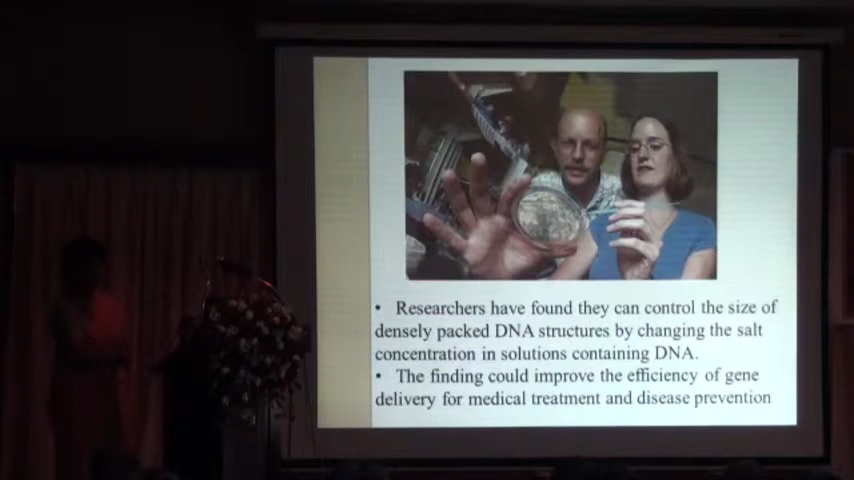 • Researchers have found they can control the size of
densely packed DNA structures by changing the salt
concentration in solutions containing DNA.
• The finding could improve the efficiency of gene
delivery for medical treatment and disease prevention